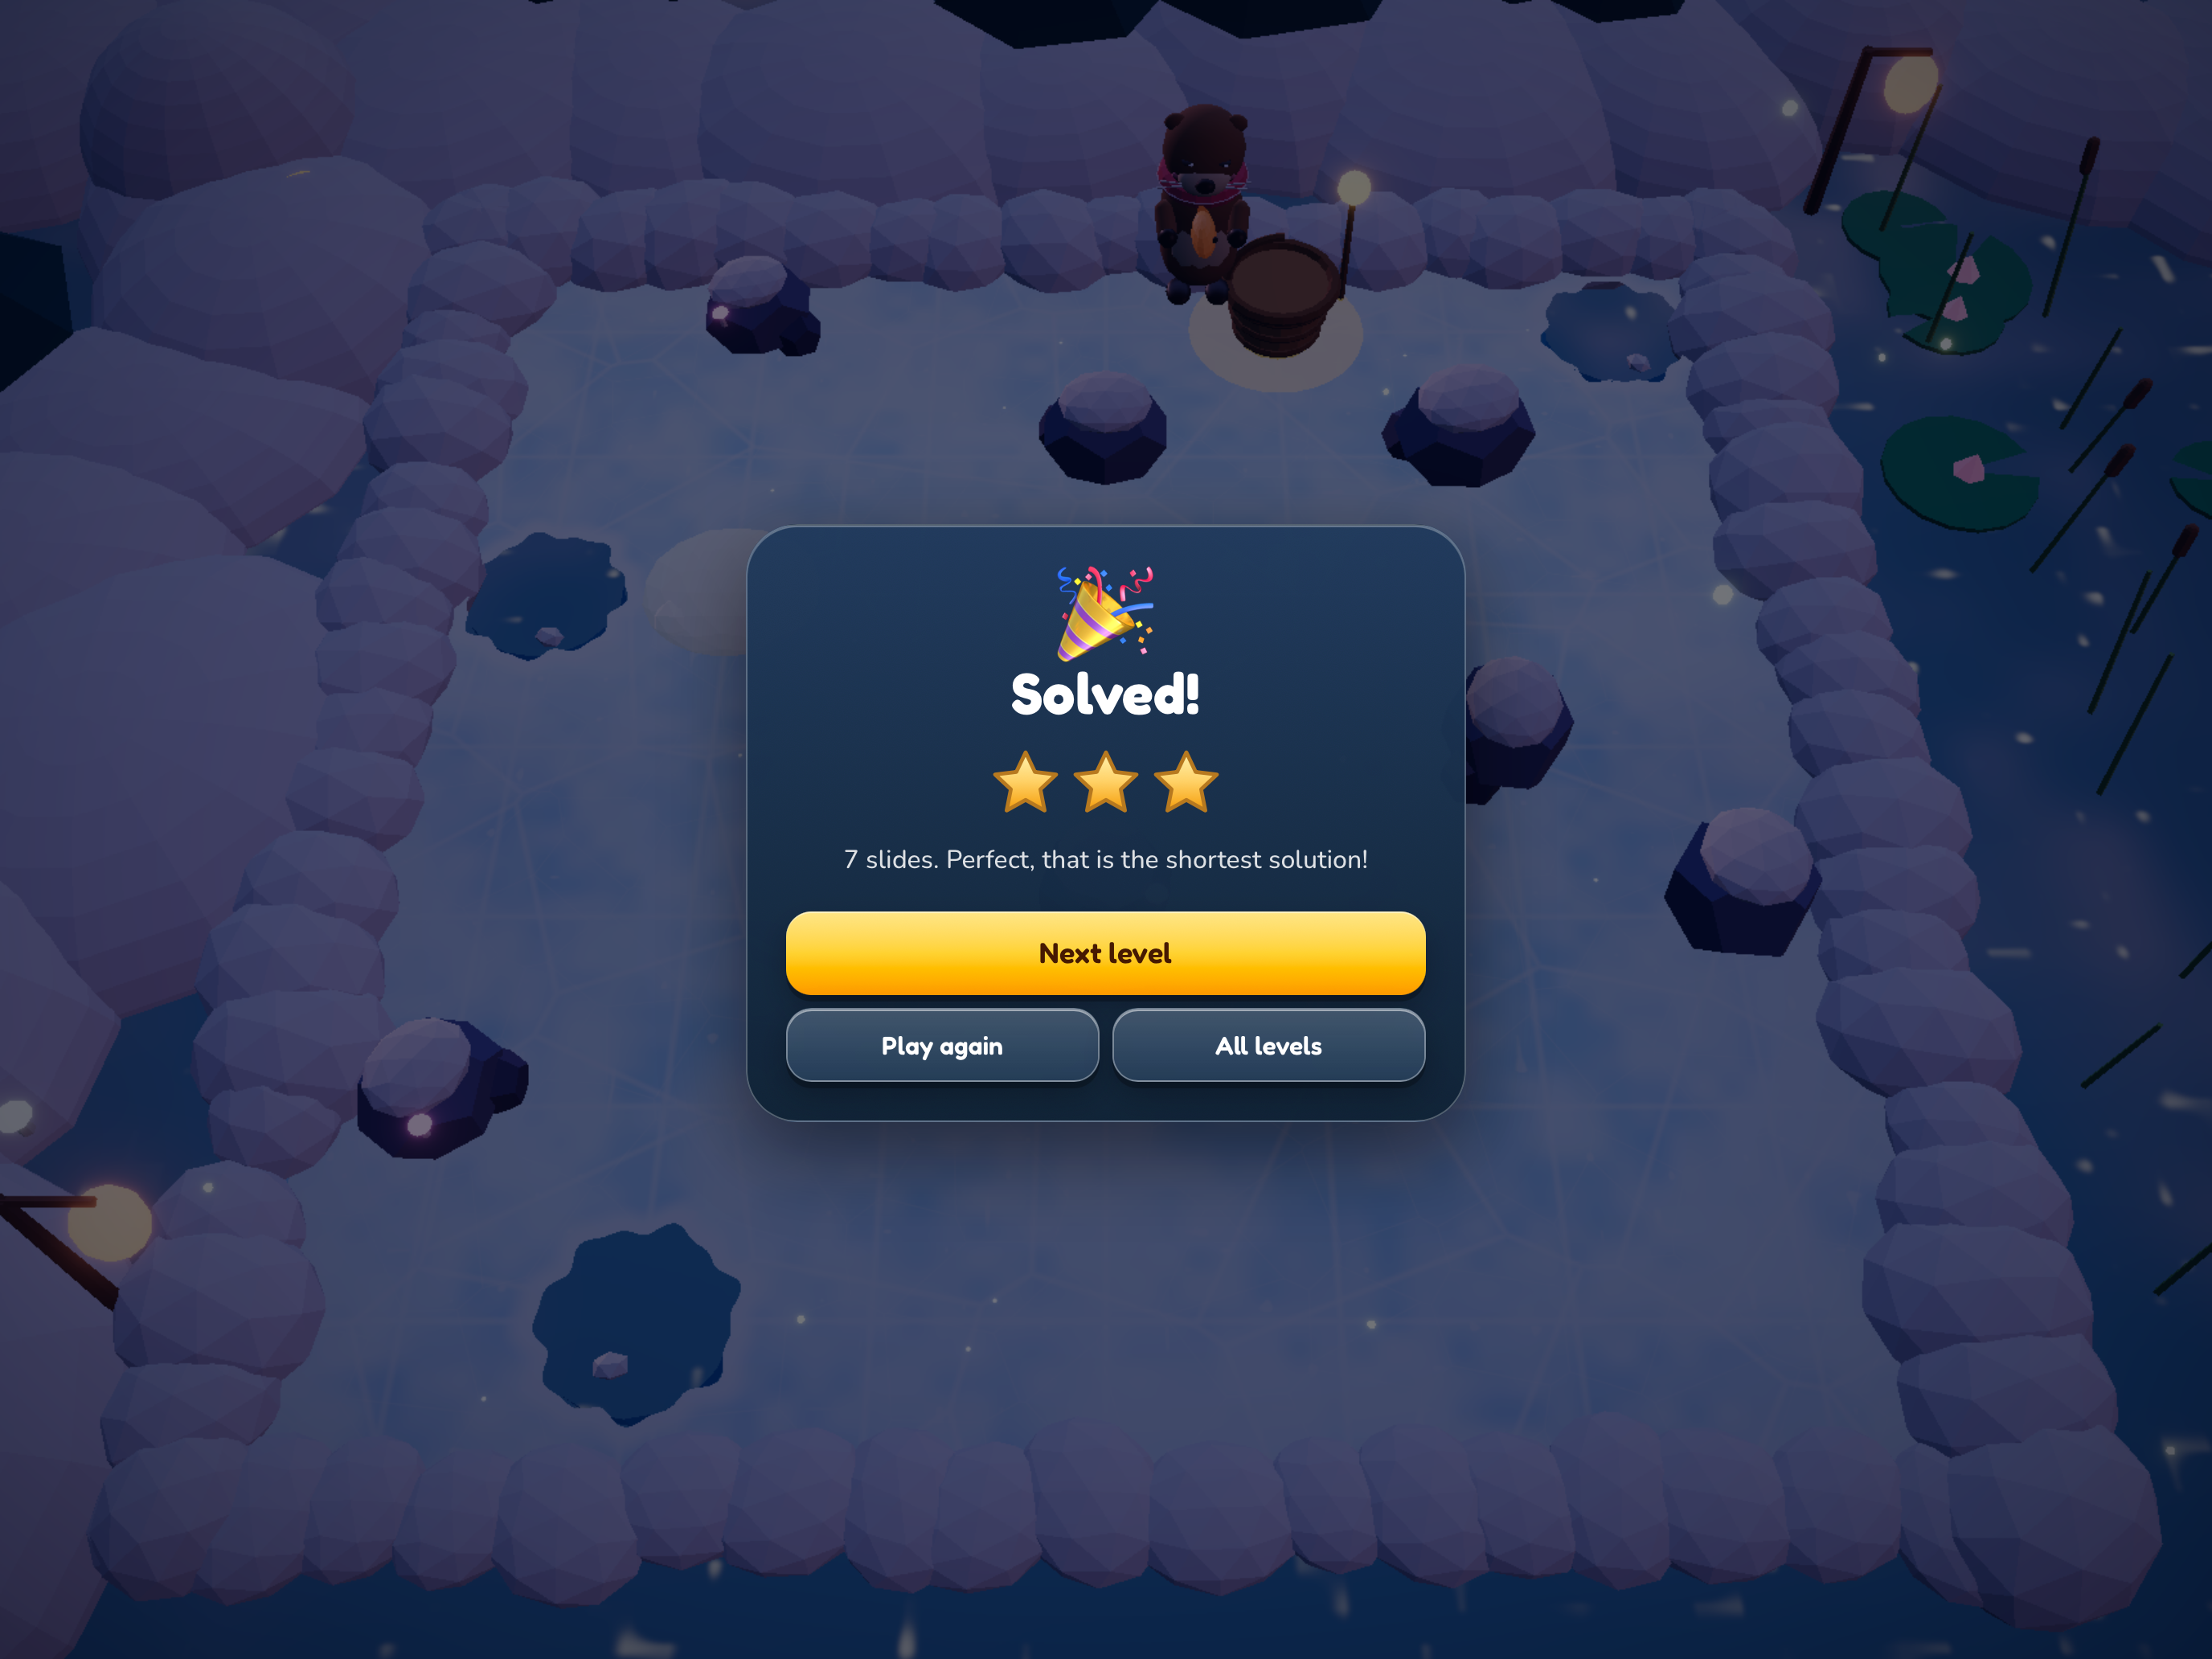 Solved!
7 slides. Perfect, that is the shortest solution!
Next level
Play again
All levels